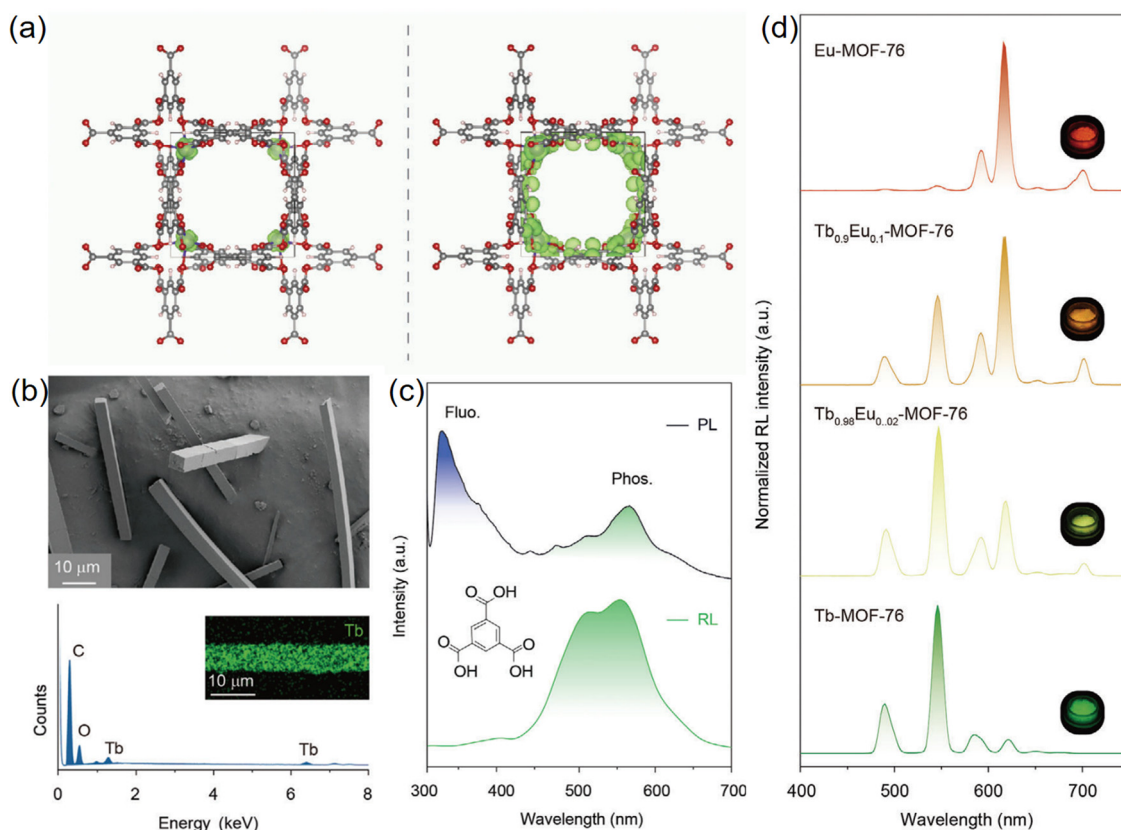 (a)
(b)
10 μm
Counts
C
O
Tb
Tb
Tb
10 μm
0 2 4 6 8
Energy (keV)
(c)
Fluo.
PL
Phos.
RL
O
OH
O
OH
O
OH
Intensity (a.u.)
300 400 500 600 700
Wavelength (nm)
(d)
Eu-MOF-76
Tb0.9Eu0.1-MOF-76
Tb0.98Eu0..02-MOF-76
Tb-MOF-76
Normalized RL intensity (a.u.)
400 500 600 700
Wavelength (nm)